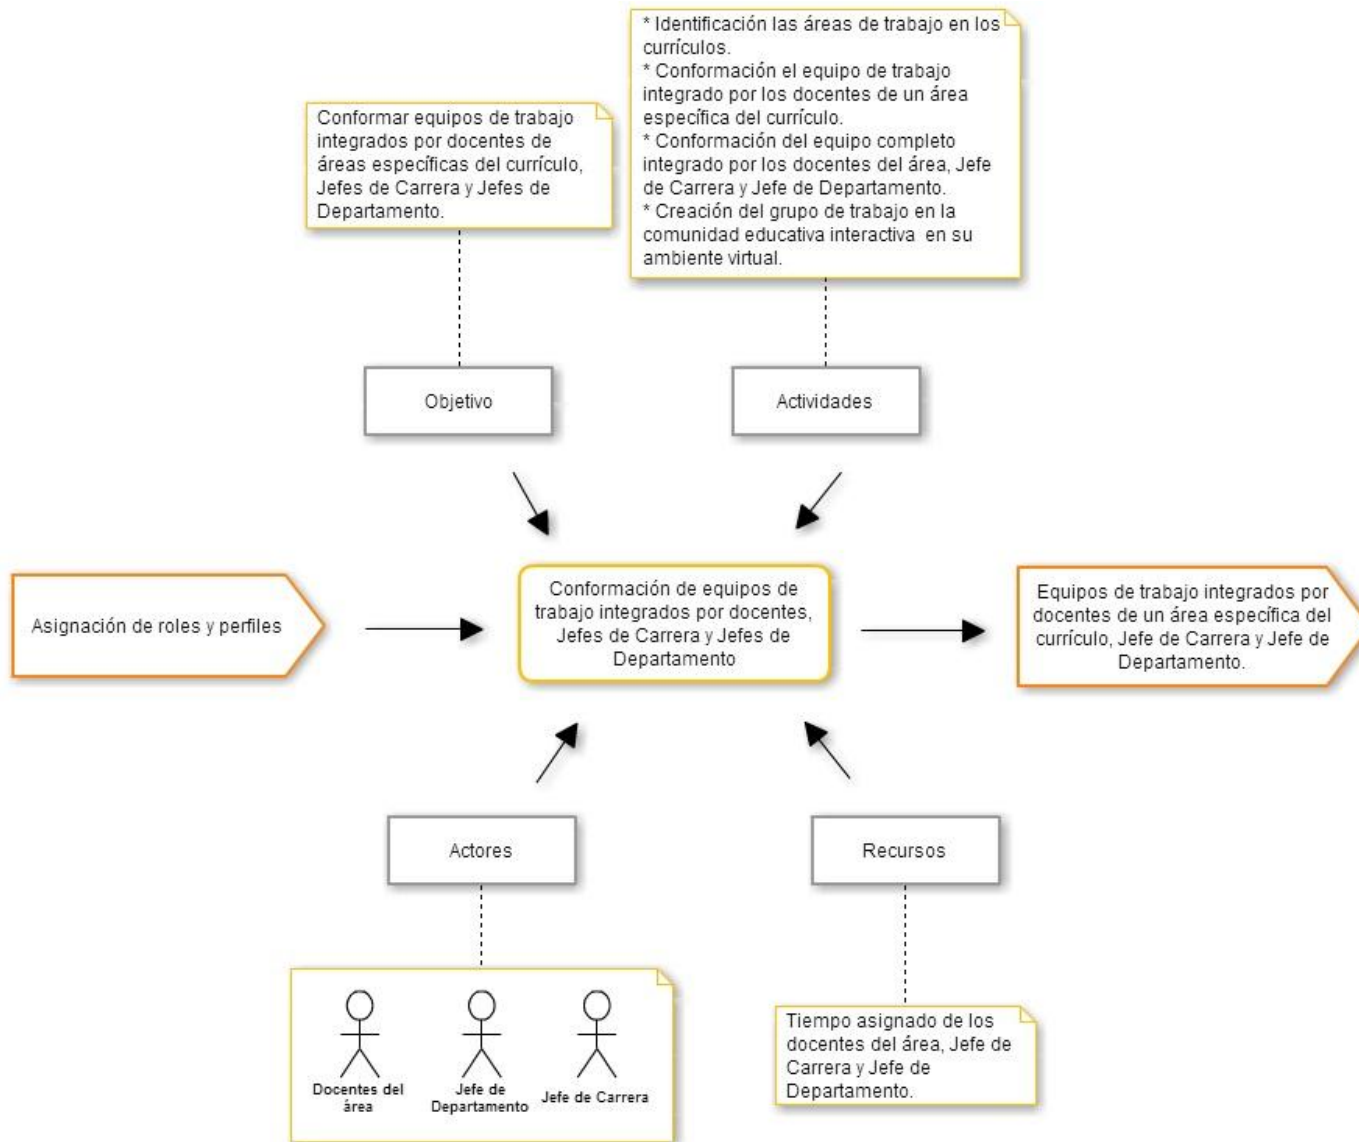 * Identificación las áreas de trabajo en los
currículos.
* Conformación el equipo de trabajo
integrado por los docentes de un área
específica del currículo.
* Conformación del equipo completo
integrado por los docentes del área, Jefe
de Carrera y Jefe de Departamento.
* Creación del grupo de trabajo en la
comunidad educativa interactiva en su
ambiente virtual.
Conformar equipos de trabajo
integrados por docentes de
áreas específicas del currículo,
Jefes de Carrera y Jefes de
Departamento.
Objetivo
Actividades
Asignación de roles y perfiles
Conformación de equipos de
trabajo integrados por docentes,
Jefes de Carrera y Jefes de
Departamento
Equipos de trabajo integrados por
docentes de un área específica del
currículo, Jefe de Carrera y Jefe de
Departamento.
Actores
Recursos
Docentes del
área
Jefe de
Departamento
Jefe de Carrera
Tiempo asignado de los
docentes del área, Jefe de
Carrera y Jefe de
Departamento.